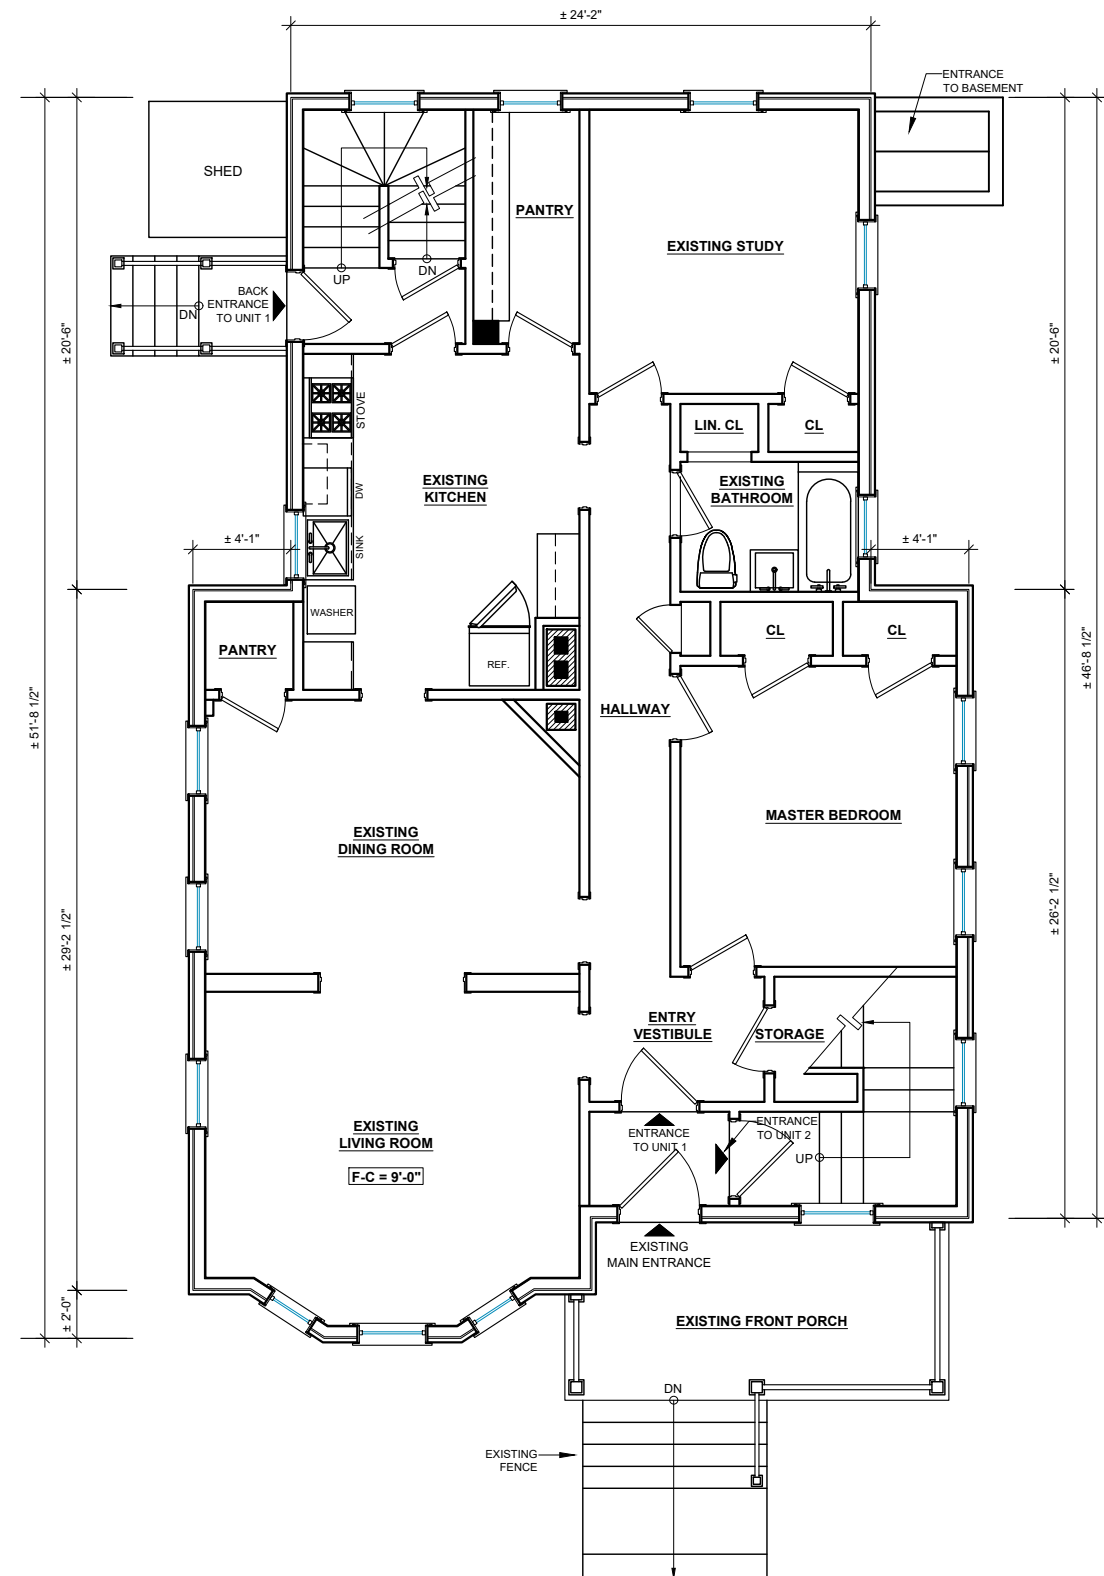 ± 24'-2"
ENTRANCE
TO BASEMENT
SHED
PANTRY
EXISTING STUDY
UP
DN
BACK
ENTRANCE
TO UNIT 1
DN
± 20'-6"
± 20'-6"
STOVE
LIN. CL
CL
EXISTING
KITCHEN
DW
EXISTING
BATHROOM
SINK
± 4'-1"
± 4'-1"
WASHER
PANTRY
REF.
CL
CL
± 51'-8 1/2"
± 46'-8 1/2"
HALLWAY
EXISTING
DINING ROOM
MASTER BEDROOM
± 29'-2 1/2"
± 26'-2 1/2"
ENTRY
VESTIBULE
STORAGE
EXISTING
LIVING ROOM
F-C = 9'-0"
ENTRANCE
TO UNIT 1
ENTRANCE
TO UNIT 2
UP
EXISTING
MAIN ENTRANCE
± 2'-0"
EXISTING FRONT PORCH
DN
EXISTING
FENCE